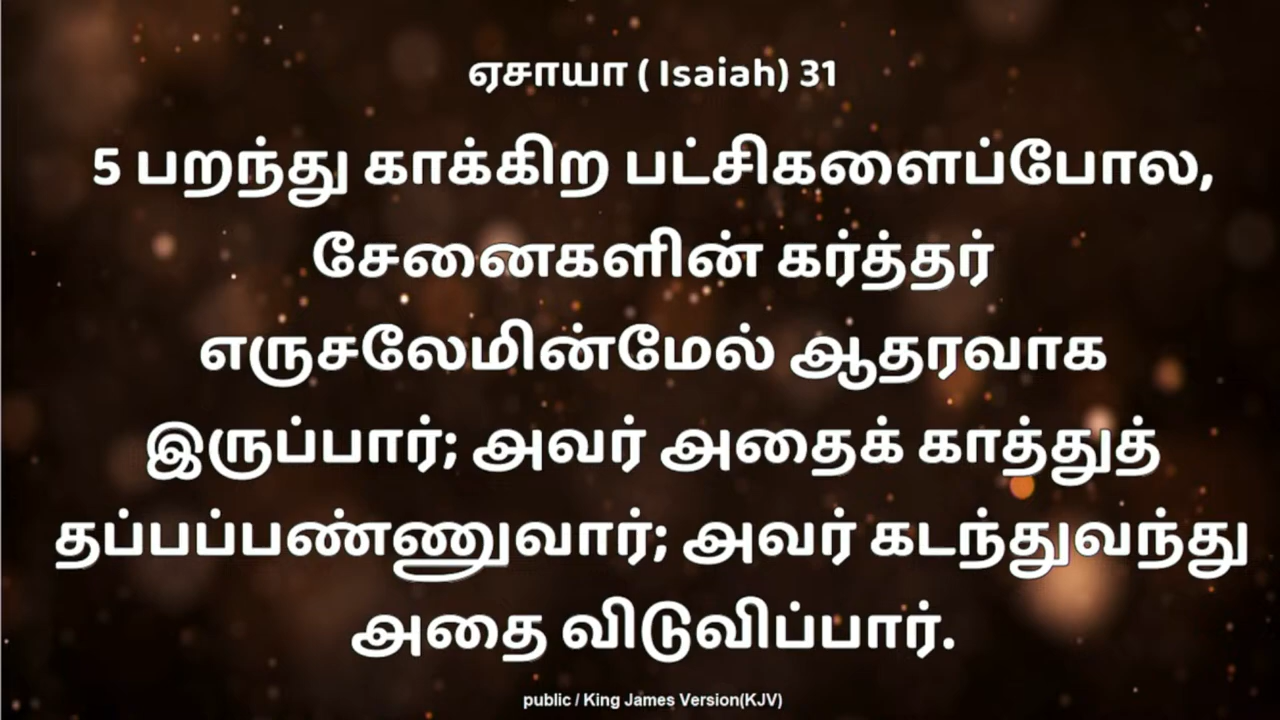 ஏசாயா ( Isaiah) 31
5 பறந்து காக்கிற பட்சிகளைப்போல,
சேனைகளின் கர்த்தர்
எருசலேமின்மேல் ஆதரவாக
இருப்பார்; அவர் அதைக் காத்துத்
தப்பப்பண்ணுவார்; அவர் கடந்துவந்து
அதை விடுவிப்பார்.
public / King James Version(KJV)